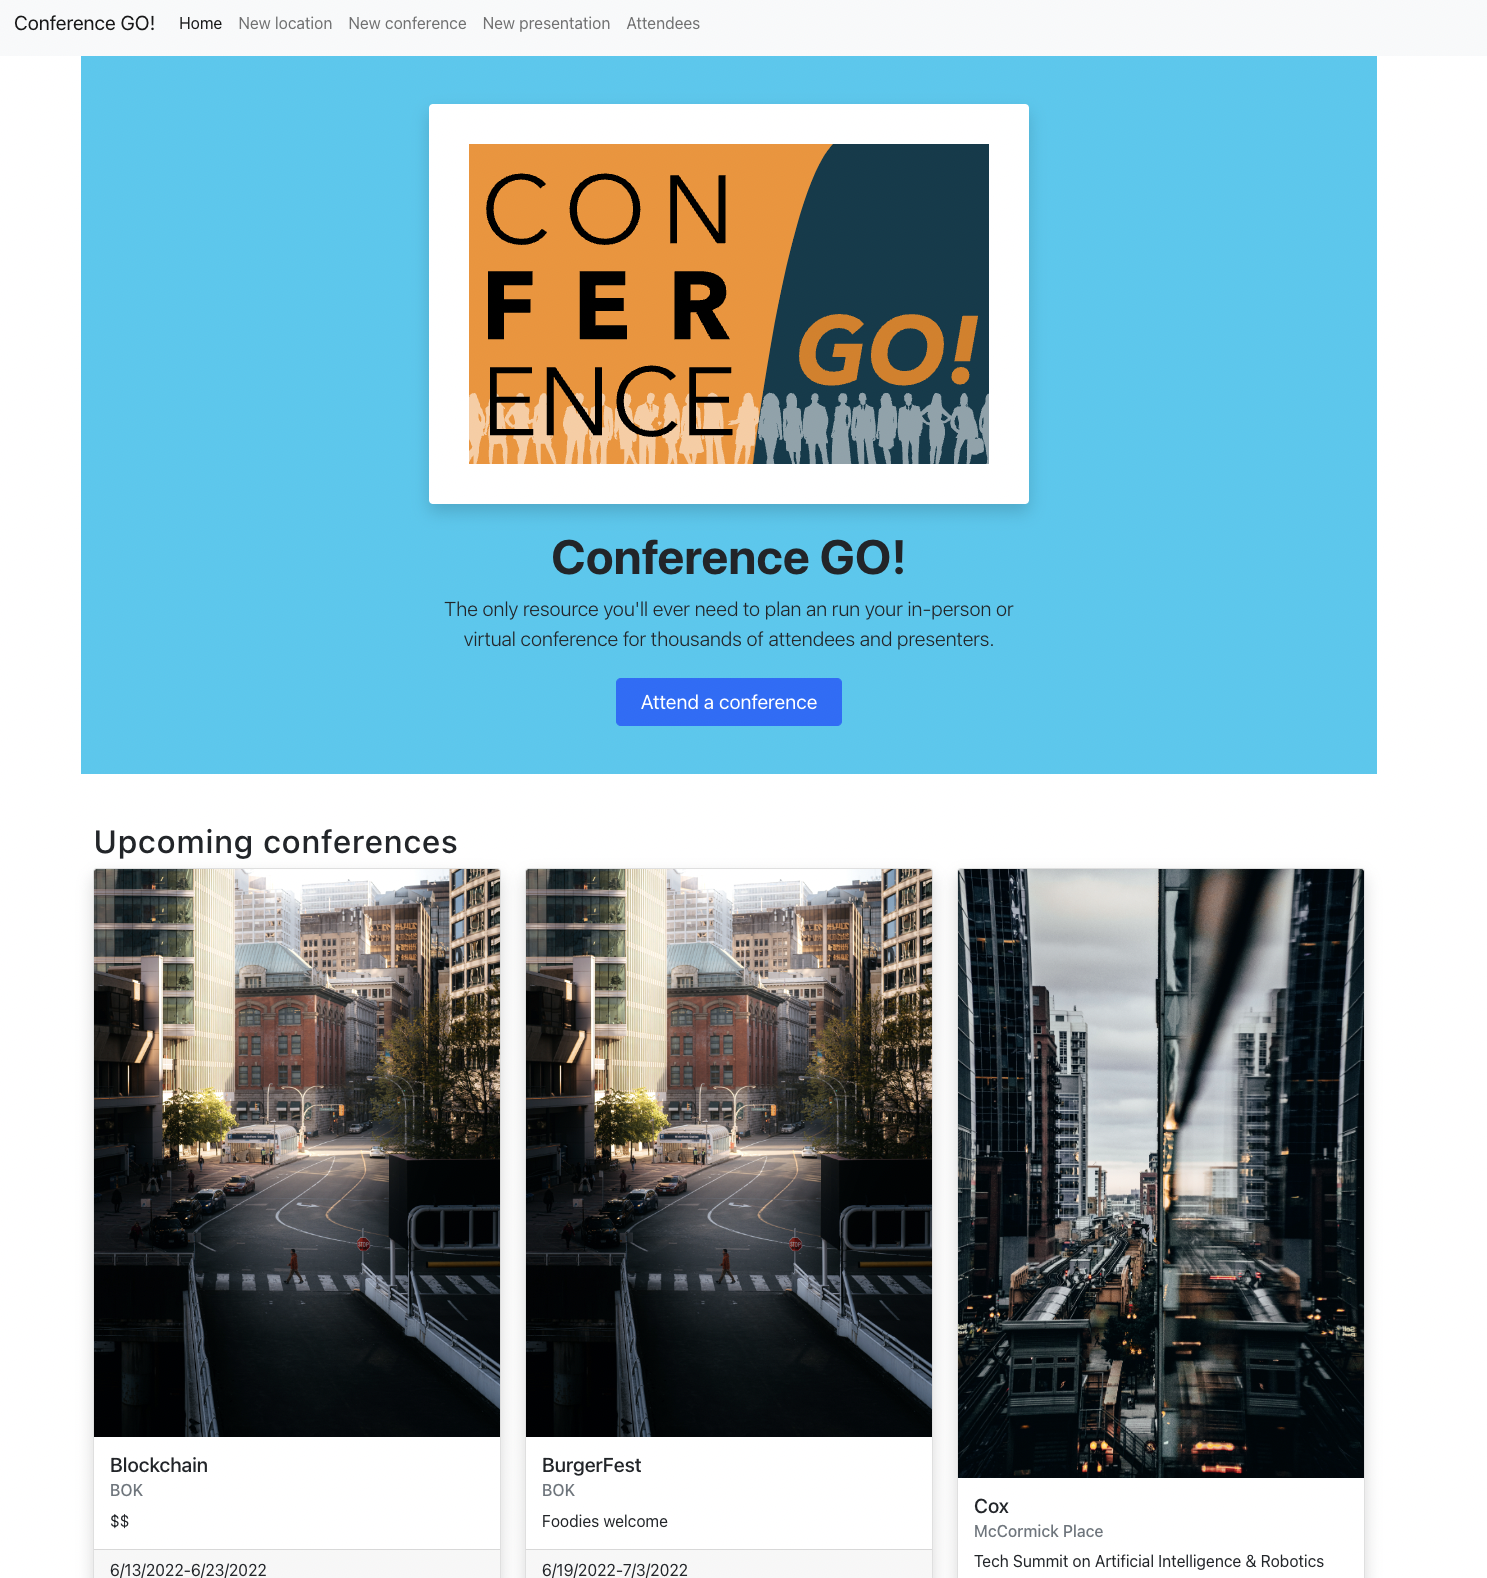 Conference GO! Home New location New conference New presentation Attendees
CON
FER
ENCE
GO!
Conference GO!
The only resource you'll ever need to plan an run your in-person or
virtual conference for thousands of attendees and presenters.
Attend a conference
Upcoming conferences
STOP
STOP
Blockchain
BOK
$$
6/13/2022-6/23/2022
BurgerFest
BOK
Foodies welcome
6/19/2022-7/3/2022
Cox
McCormick Place
Tech Summit on Artificial Intelligence & Robotics